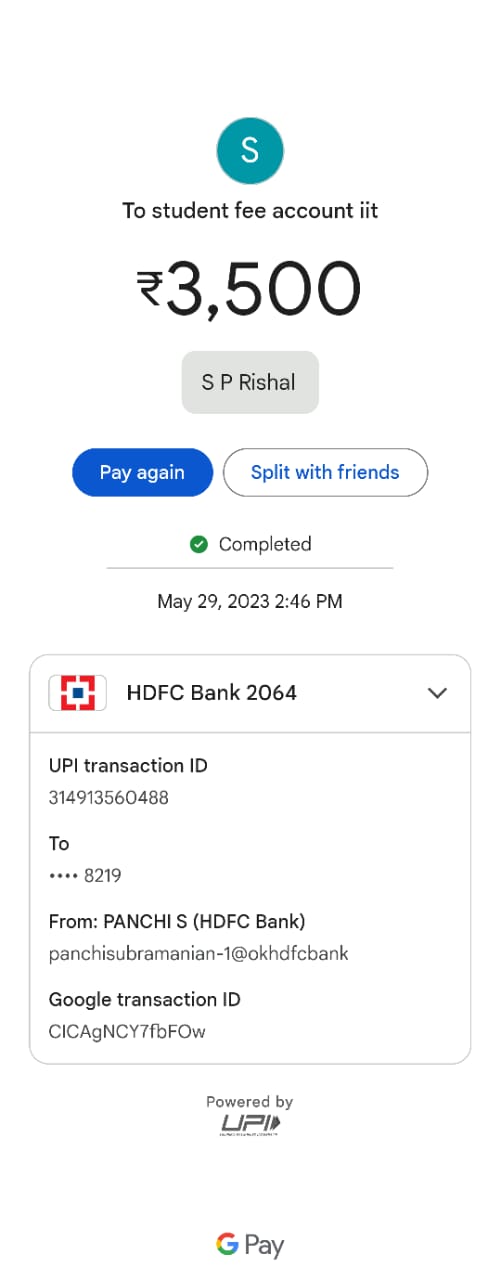 S
To student fee account iit
₹3,500
S P Rishal
Pay again
Split with friends
Completed
May 29, 2023 2:46 PM
HDFC Bank 2064
UPI transaction ID
314913560488
To
•••• 8219
From: PANCHI S (HDFC Bank)
panchisubramanian-1@okhdfcbank
Google transaction ID
CICAgNCY7fbFOw
Powered by
UPI
G Pay